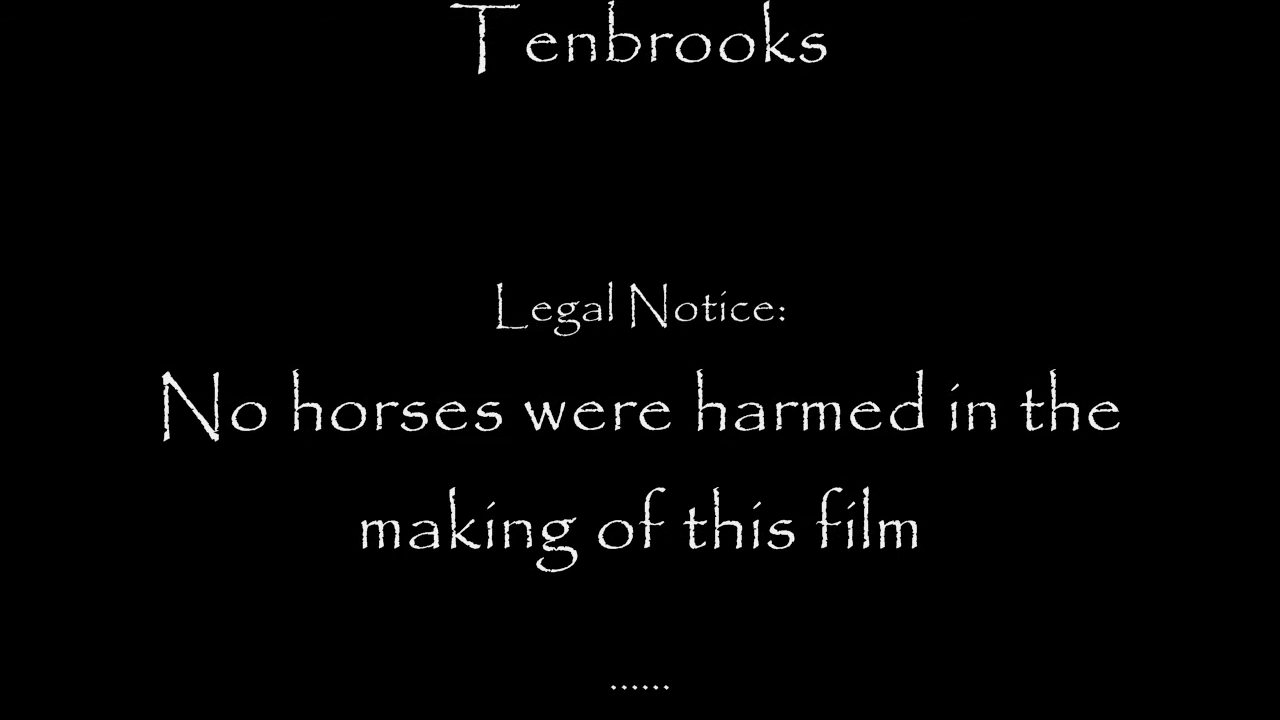 Tenbrooks
Legal Notice:
No horses were harmed in the
making of this film
......